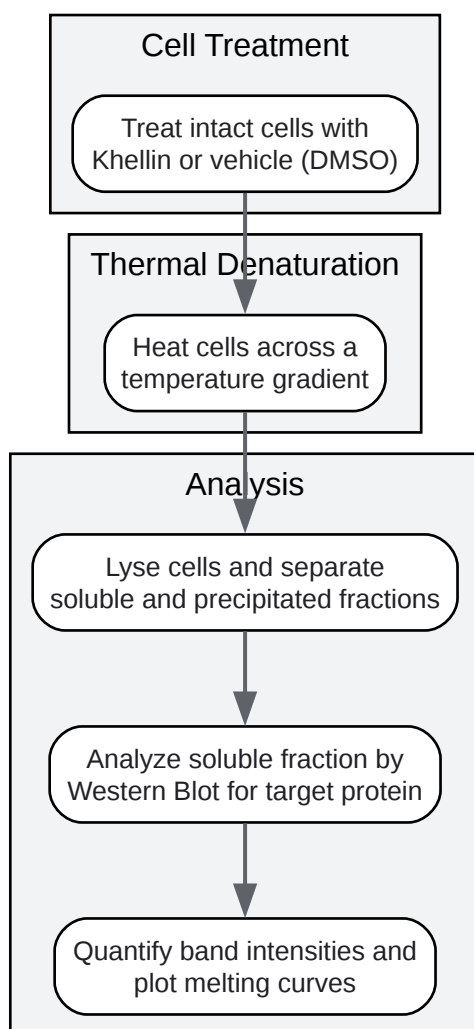 Cell Treatment
Treat intact cells with
Khellin or vehicle (DMSO)
Thermal Denaturation
Heat cells across a
temperature gradient
Analysis
Lyse cells and separate
soluble and precipitated fractions
Analyze soluble fraction by
Western Blot for target protein
Quantify band intensities and
plot melting curves